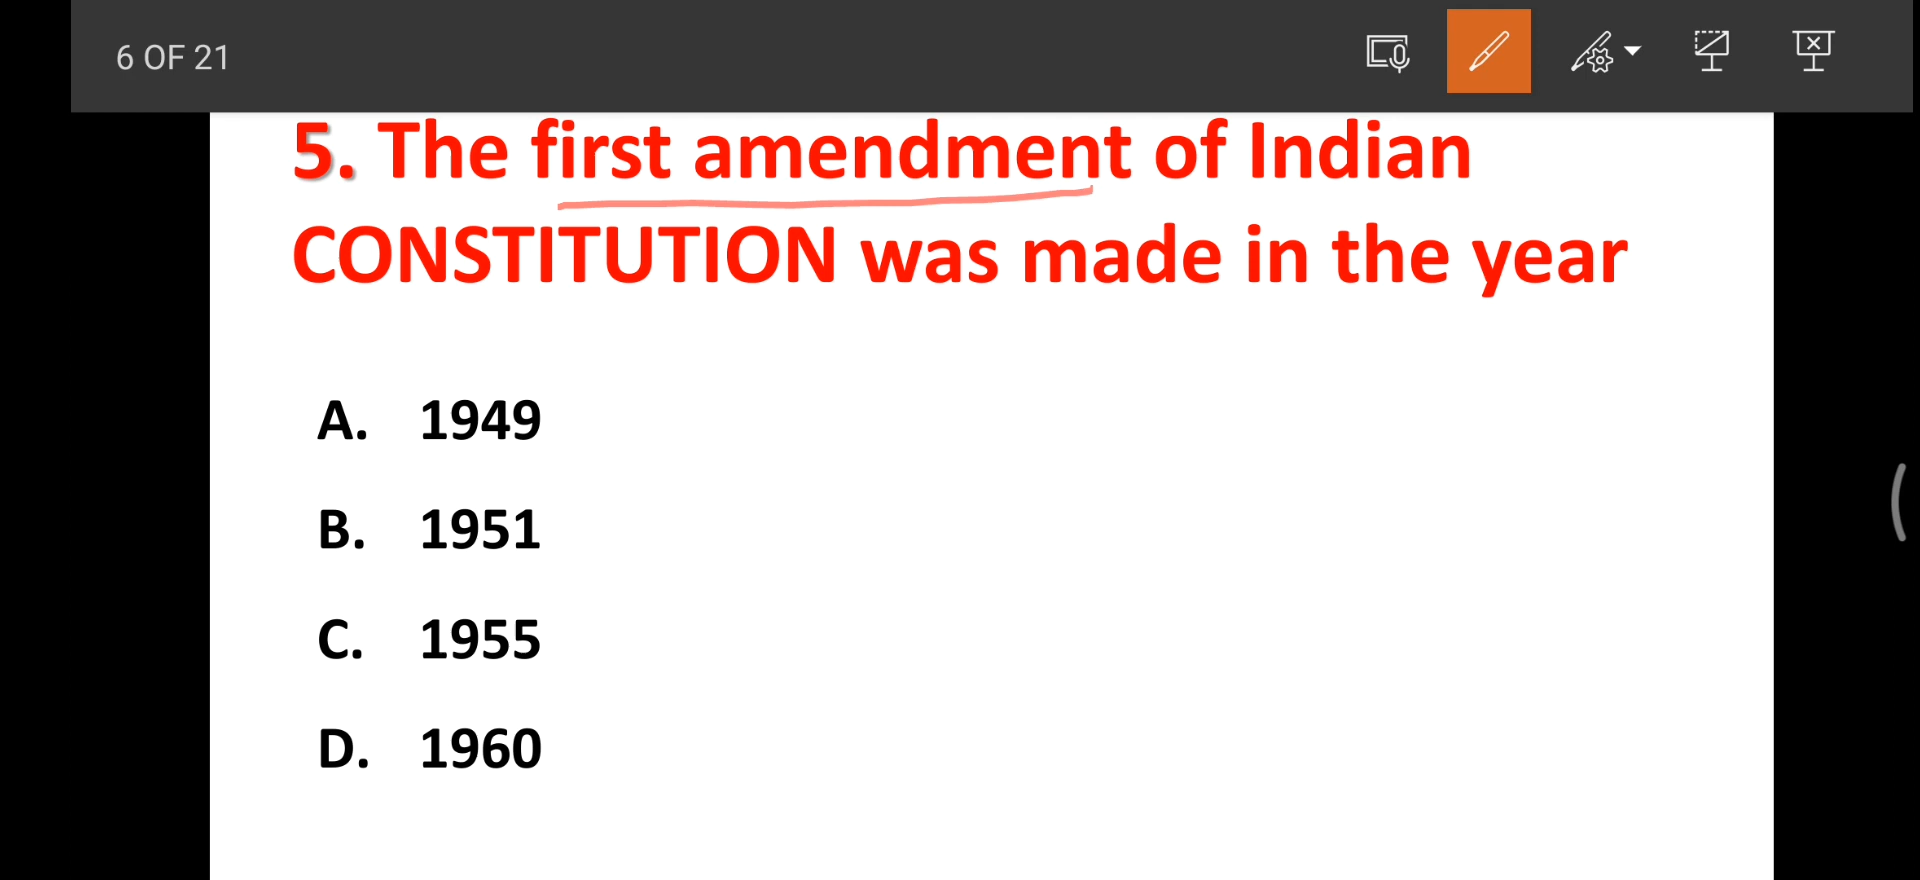 6 OF 21
5. The first amendment of Indian
CONSTITUTION was made in the year
A. 1949
B. 1951
C. 1955
D. 1960